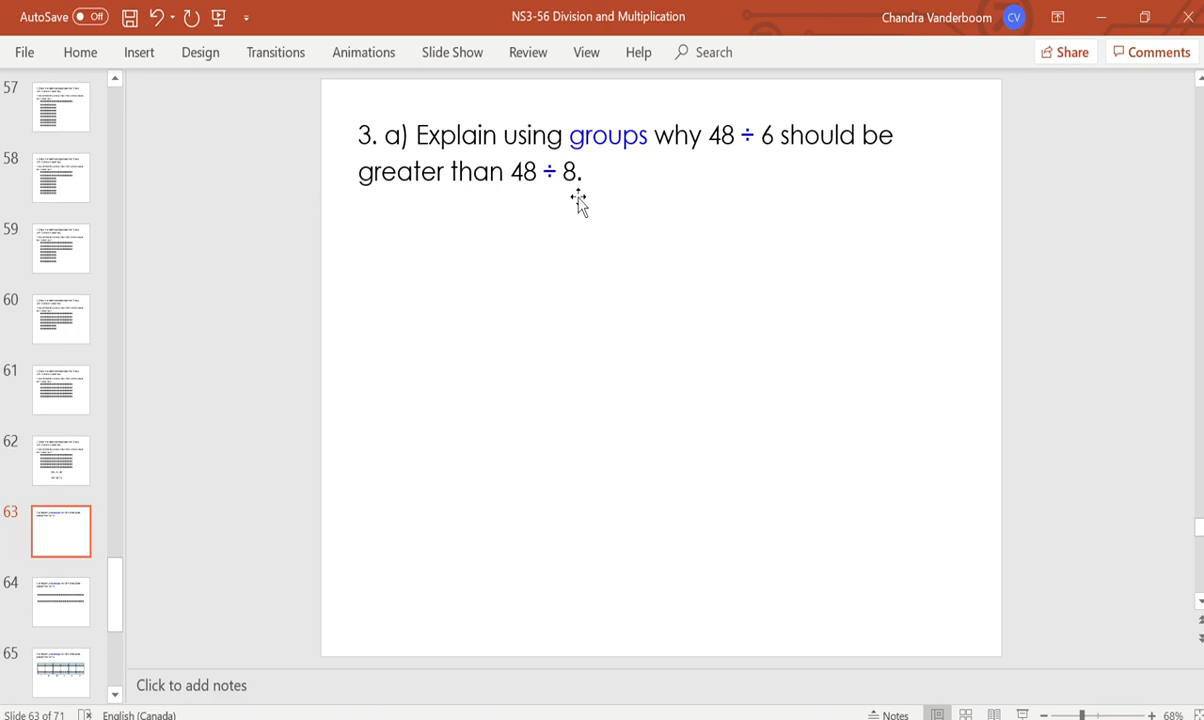 AutoSave Off NS3-56 Division and Multiplication Chandra Vanderboom CV
File Home Insert Design Transitions Animations Slide Show Review View Help Search Share Comments
57
58
59
60
61
62
63
64
65
3. a) Explain using groups why 48 ÷ 6 should be
greater than 48 ÷ 8.
Click to add notes
Slide 63 of 71 English (Canada) Notes 68%